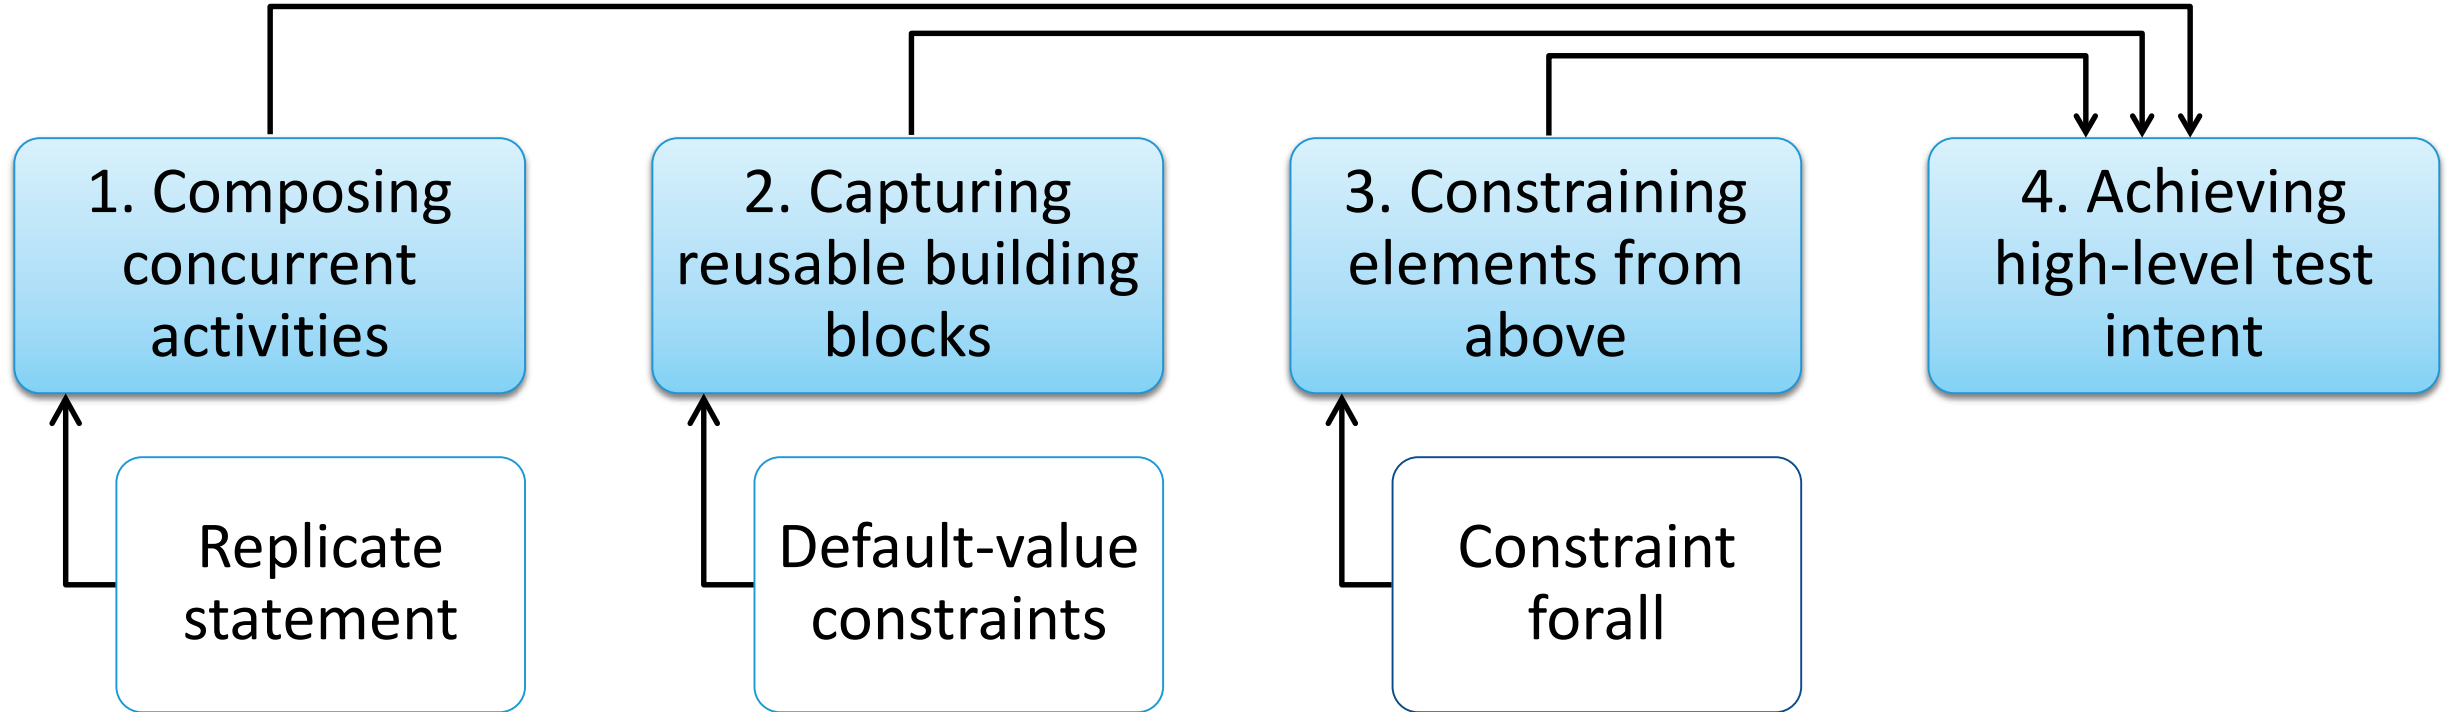 1. Composing
concurrent
activities
2. Capturing
reusable building
blocks
3. Constraining
elements from
above
4. Achieving
high-level test
intent
Replicate
statement
Default-value
constraints
Constraint
forall